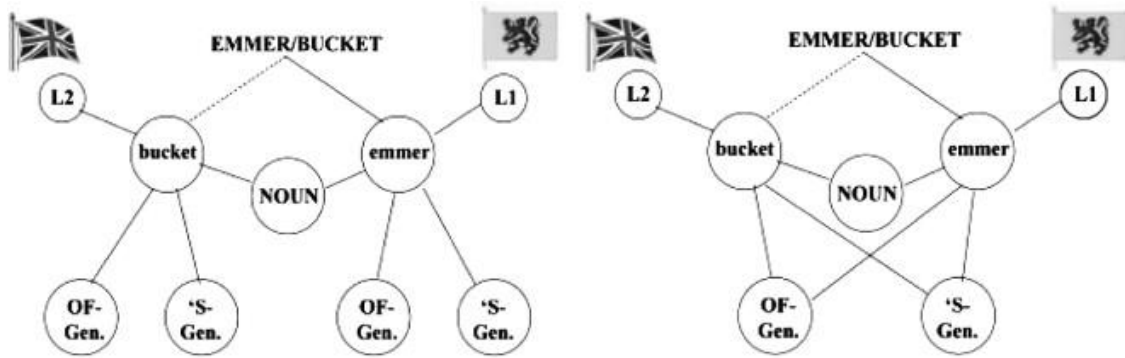 EMMER/BUCKET
L2
L1
bucket
emmer
NOUN
OF-
Gen.
‘S-
Gen.
OF-
Gen.
‘S-
Gen.
EMMER/BUCKET
L2
L1
bucket
emmer
NOUN
OF-
Gen.
‘S-
Gen.